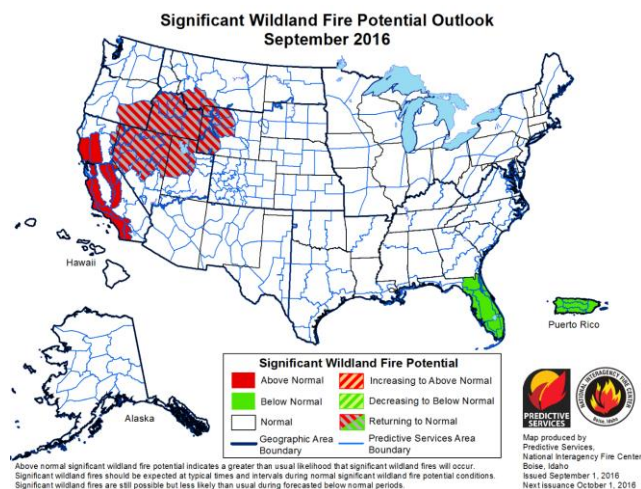 Significant Wildland Fire Potential Outlook
September 2016
Hawaii
Alaska
Puerto Rico
Significant Wildland Fire Potential
Above Normal
Increasing to Above Normal
Below Normal
Decreasing to Below Normal
Normal
Returning to Normal
Geographic Area
Boundary
Predictive Services Area
Boundary
PREDICTIVE
SERVICES
NATIONAL INTERAGENCY FIRE CENTER
Boise, Idaho
Map produced by
Predictive Services,
National Interagency Fire Center
Boise, Idaho
Issued September 1, 2016
Next issuance October 1, 2016
Above normal significant wildland fire potential indicates a greater than usual likelihood that significant wildland fires will occur.
Significant wildland fires should be expected at typical times and intervals during normal significant wildland fire potential conditions.
Significant wildland fires are still possible but less likely than usual during forecasted below normal periods.